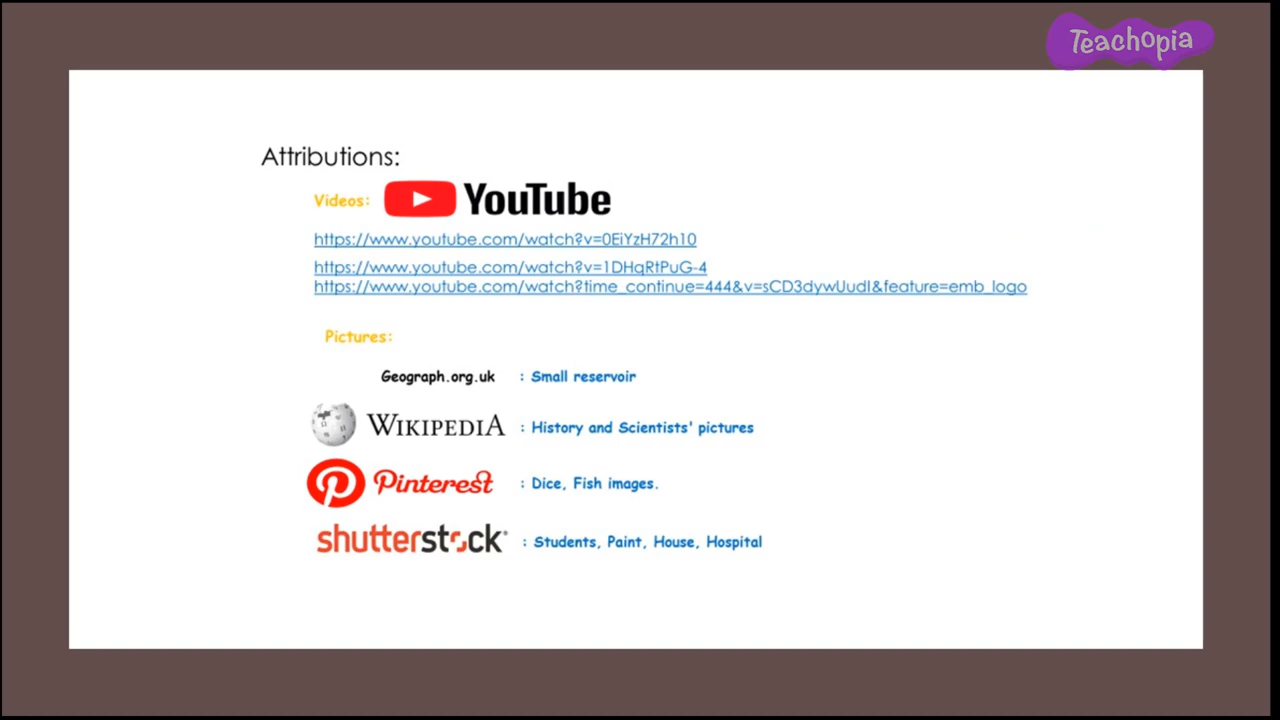 Teachopia
Attributions:
Videos: YouTube
https://www.youtube.com/watch?v=0EiYzH72h10
https://www.youtube.com/watch?v=1DHqRtPuG-4
https://www.youtube.com/watch?time_continue=444&v=sCD3dywUudI&feature=emb_logo
Pictures:
Geograph.org.uk : Small reservoir
WIKIPEDIA : History and Scientists' pictures
Pinterest : Dice, Fish images.
shutterstock : Students, Paint, House, Hospital